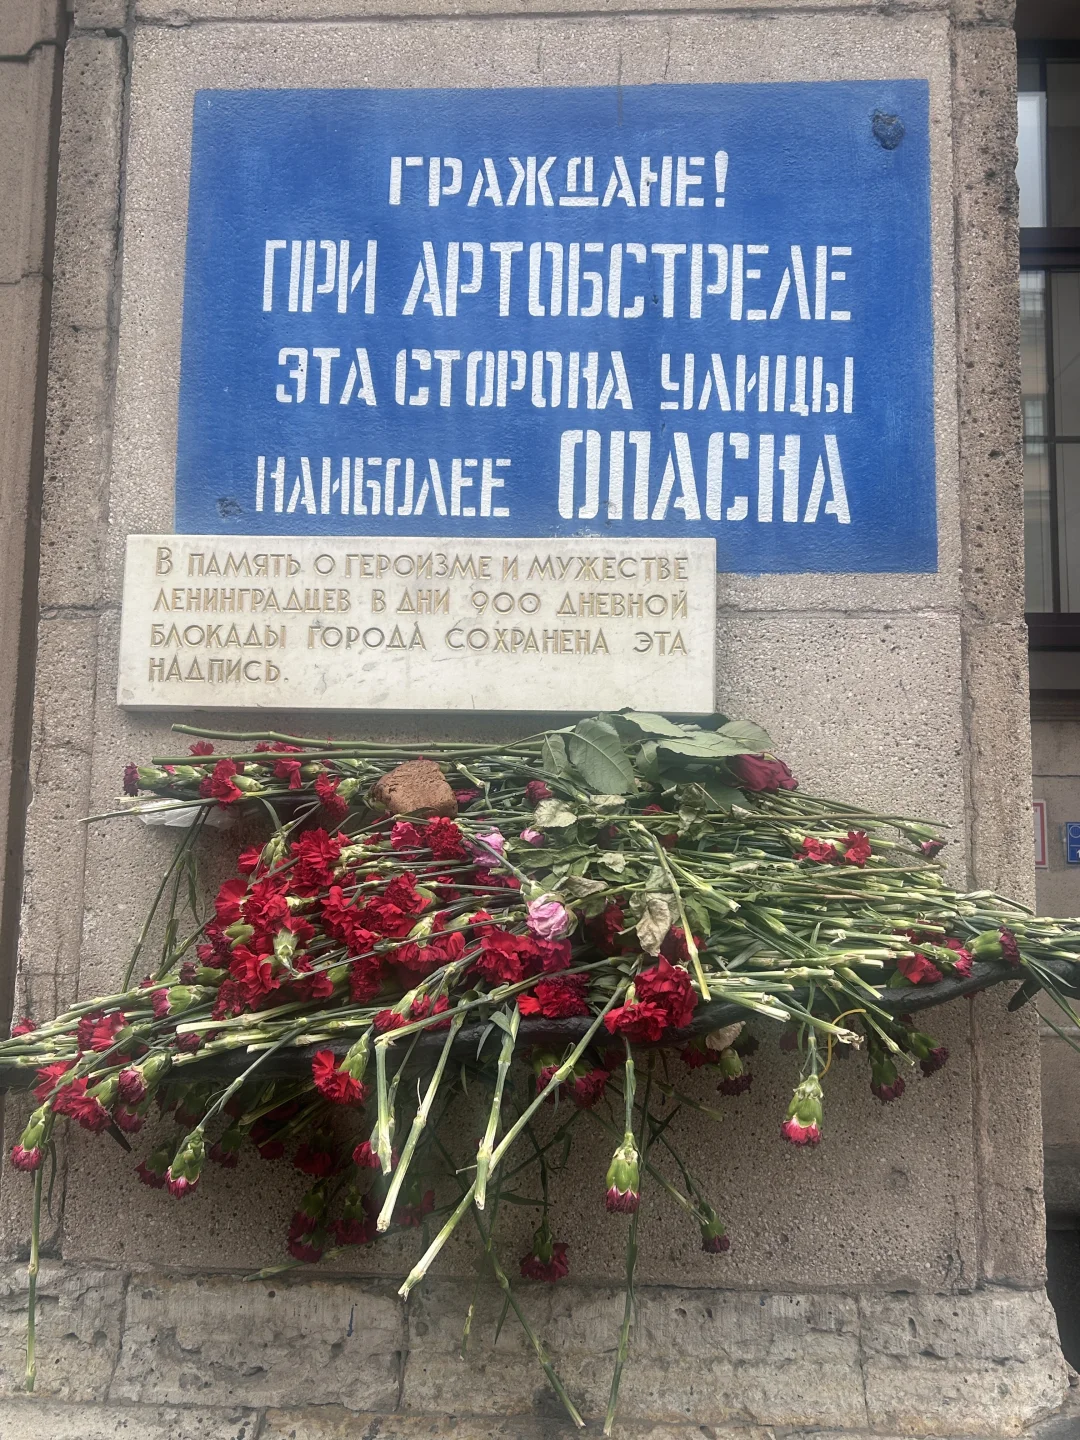 ГРАЖДАНЕ!
ПРИ АРТОБСТРЕЛЕ
ЭТА СТОРОНА УЛИЦЫ
НАИБОЛЕЕ ОПАСНА
В ПАМЯТЬ О ГЕРОИЗМЕ И МУЖЕСТВЕ
ЛЕНИНГРАДЦЕВ В ДНИ 900 ДНЕВНОЙ
БЛОКАДЫ ГОРОДА СОХРАНЕНА ЭТА
НАДПИСЬ.